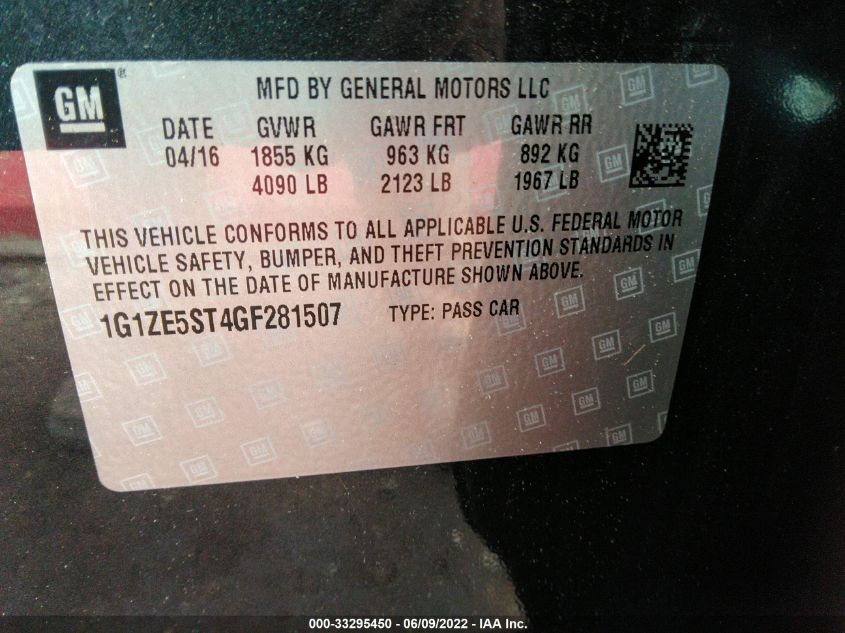 GM® MFD BY GENERAL MOTORS LLC
DATE GVWR GAWR FRT GAWR RR
04/16 1855 KG 963 KG 892 KG
4090 LB 2123 LB 1967 LB
THIS VEHICLE CONFORMS TO ALL APPLICABLE U.S. FEDERAL MOTOR
VEHICLE SAFETY, BUMPER, AND THEFT PREVENTION STANDARDS IN
EFFECT ON THE DATE OF MANUFACTURE SHOWN ABOVE.
1G1ZE5ST4GF281507 TYPE: PASS CAR
000-33295450 - 06/09/2022 - IAA Inc.